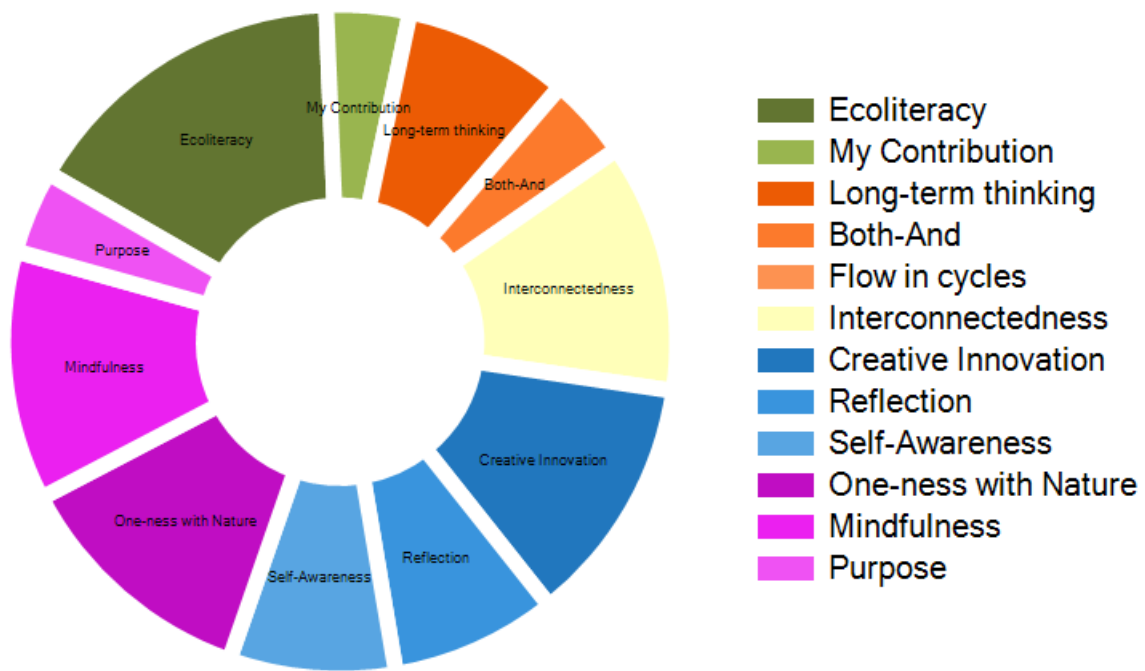 My Contribution
Ecoliteracy
Long-term thinking
Both-And
Purpose
Interconnectedness
Mindfulness
Creative Innovation
One-ness with Nature
Reflection
Self-Awareness
Ecoliteracy
My Contribution
Long-term thinking
Both-And
Flow in cycles
Interconnectedness
Creative Innovation
Reflection
Self-Awareness
One-ness with Nature
Mindfulness
Purpose